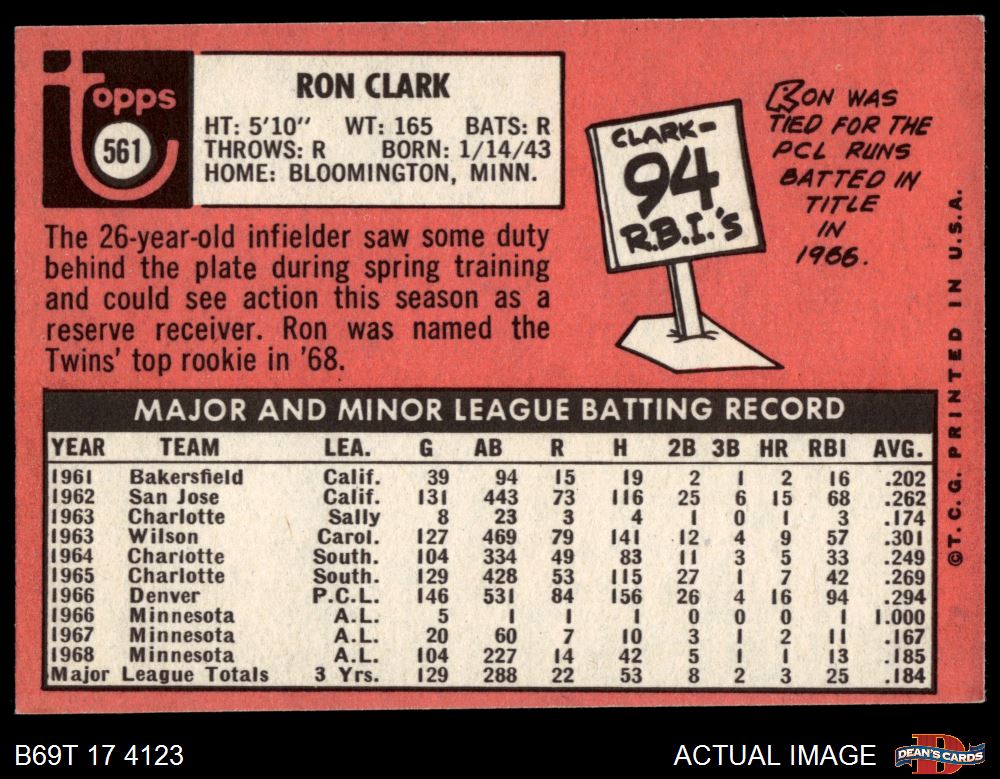 Topps
561
RON CLARK
HT: 5'10" WT: 165 BATS: R
THROWS: R BORN: 1/14/43
HOME: BLOOMINGTON, MINN.
The 26-year-old infielder saw some duty
behind the plate during spring training
and could see action this season as a
reserve receiver. Ron was named the
Twins' top rookie in '68.
CLARK-
94
R.B.I.'S
RON WAS
TIED FOR THE
PCL RUNS
BATTED IN
TITLE
IN
1966.
MAJOR AND MINOR LEAGUE BATTING RECORD
YEAR TEAM LEA. G AB R H 2B 3B HR RBI AVG.
1961 Bakersfield Calif. 39 94 15 19 2 1 2 16 .202
1962 San Jose Calif. 131 443 73 116 25 6 15 68 .262
1963 Charlotte Sally 8 23 3 4 1 0 1 3 .174
1963 Wilson Carol. 127 469 79 141 12 4 9 57 .301
1964 Charlotte South. 104 334 49 83 11 3 5 33 .249
1965 Charlotte South. 129 428 53 115 27 1 7 42 .269
1966 Denver P.C.L. 146 531 84 156 26 4 16 94 .294
1966 Minnesota A.L. 5 1 1 1 0 0 0 1 1.000
1967 Minnesota A.L. 20 60 7 10 3 1 2 11 .167
1968 Minnesota A.L. 104 227 14 42 5 1 1 13 .185
Major League Totals 3 Yrs. 129 288 22 53 8 2 3 25 .184
©T.C.G. PRINTED IN U.S.A.
B69T 17 4123
ACTUAL IMAGE
D
DEAN'S CARDS